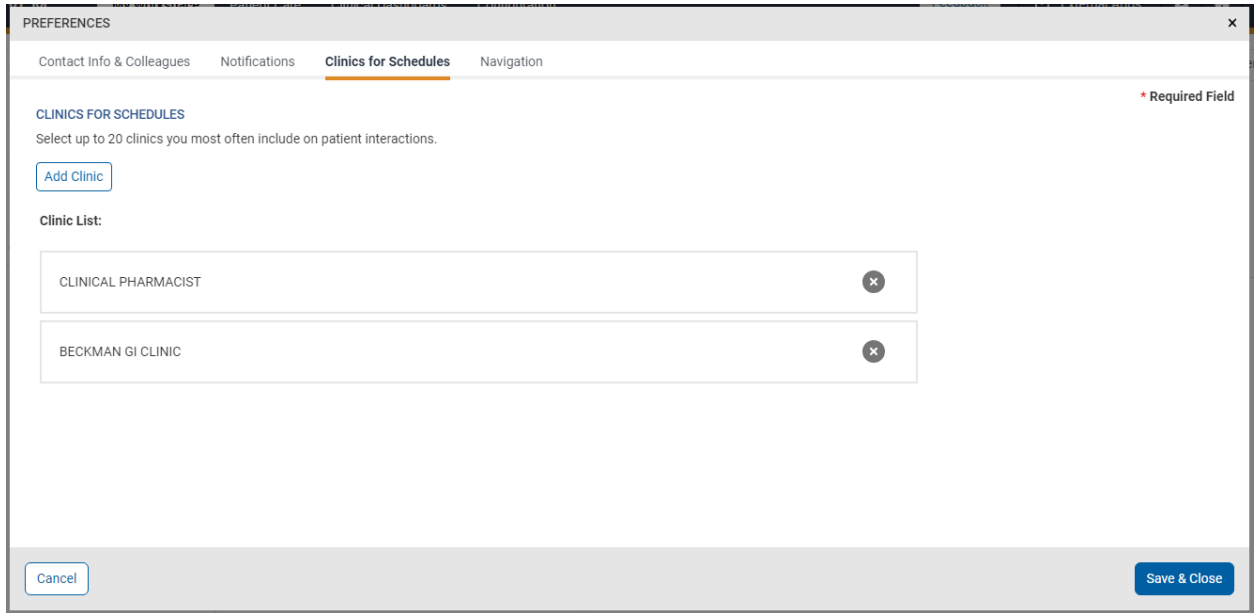 PREFERENCES
Contact Info & Colleagues Notifications Clinics for Schedules Navigation
* Required Field
CLINICS FOR SCHEDULES
Select up to 20 clinics you most often include on patient interactions.
Add Clinic
Clinic List:
CLINICAL PHARMACIST
BECKMAN GI CLINIC
Cancel Save & Close